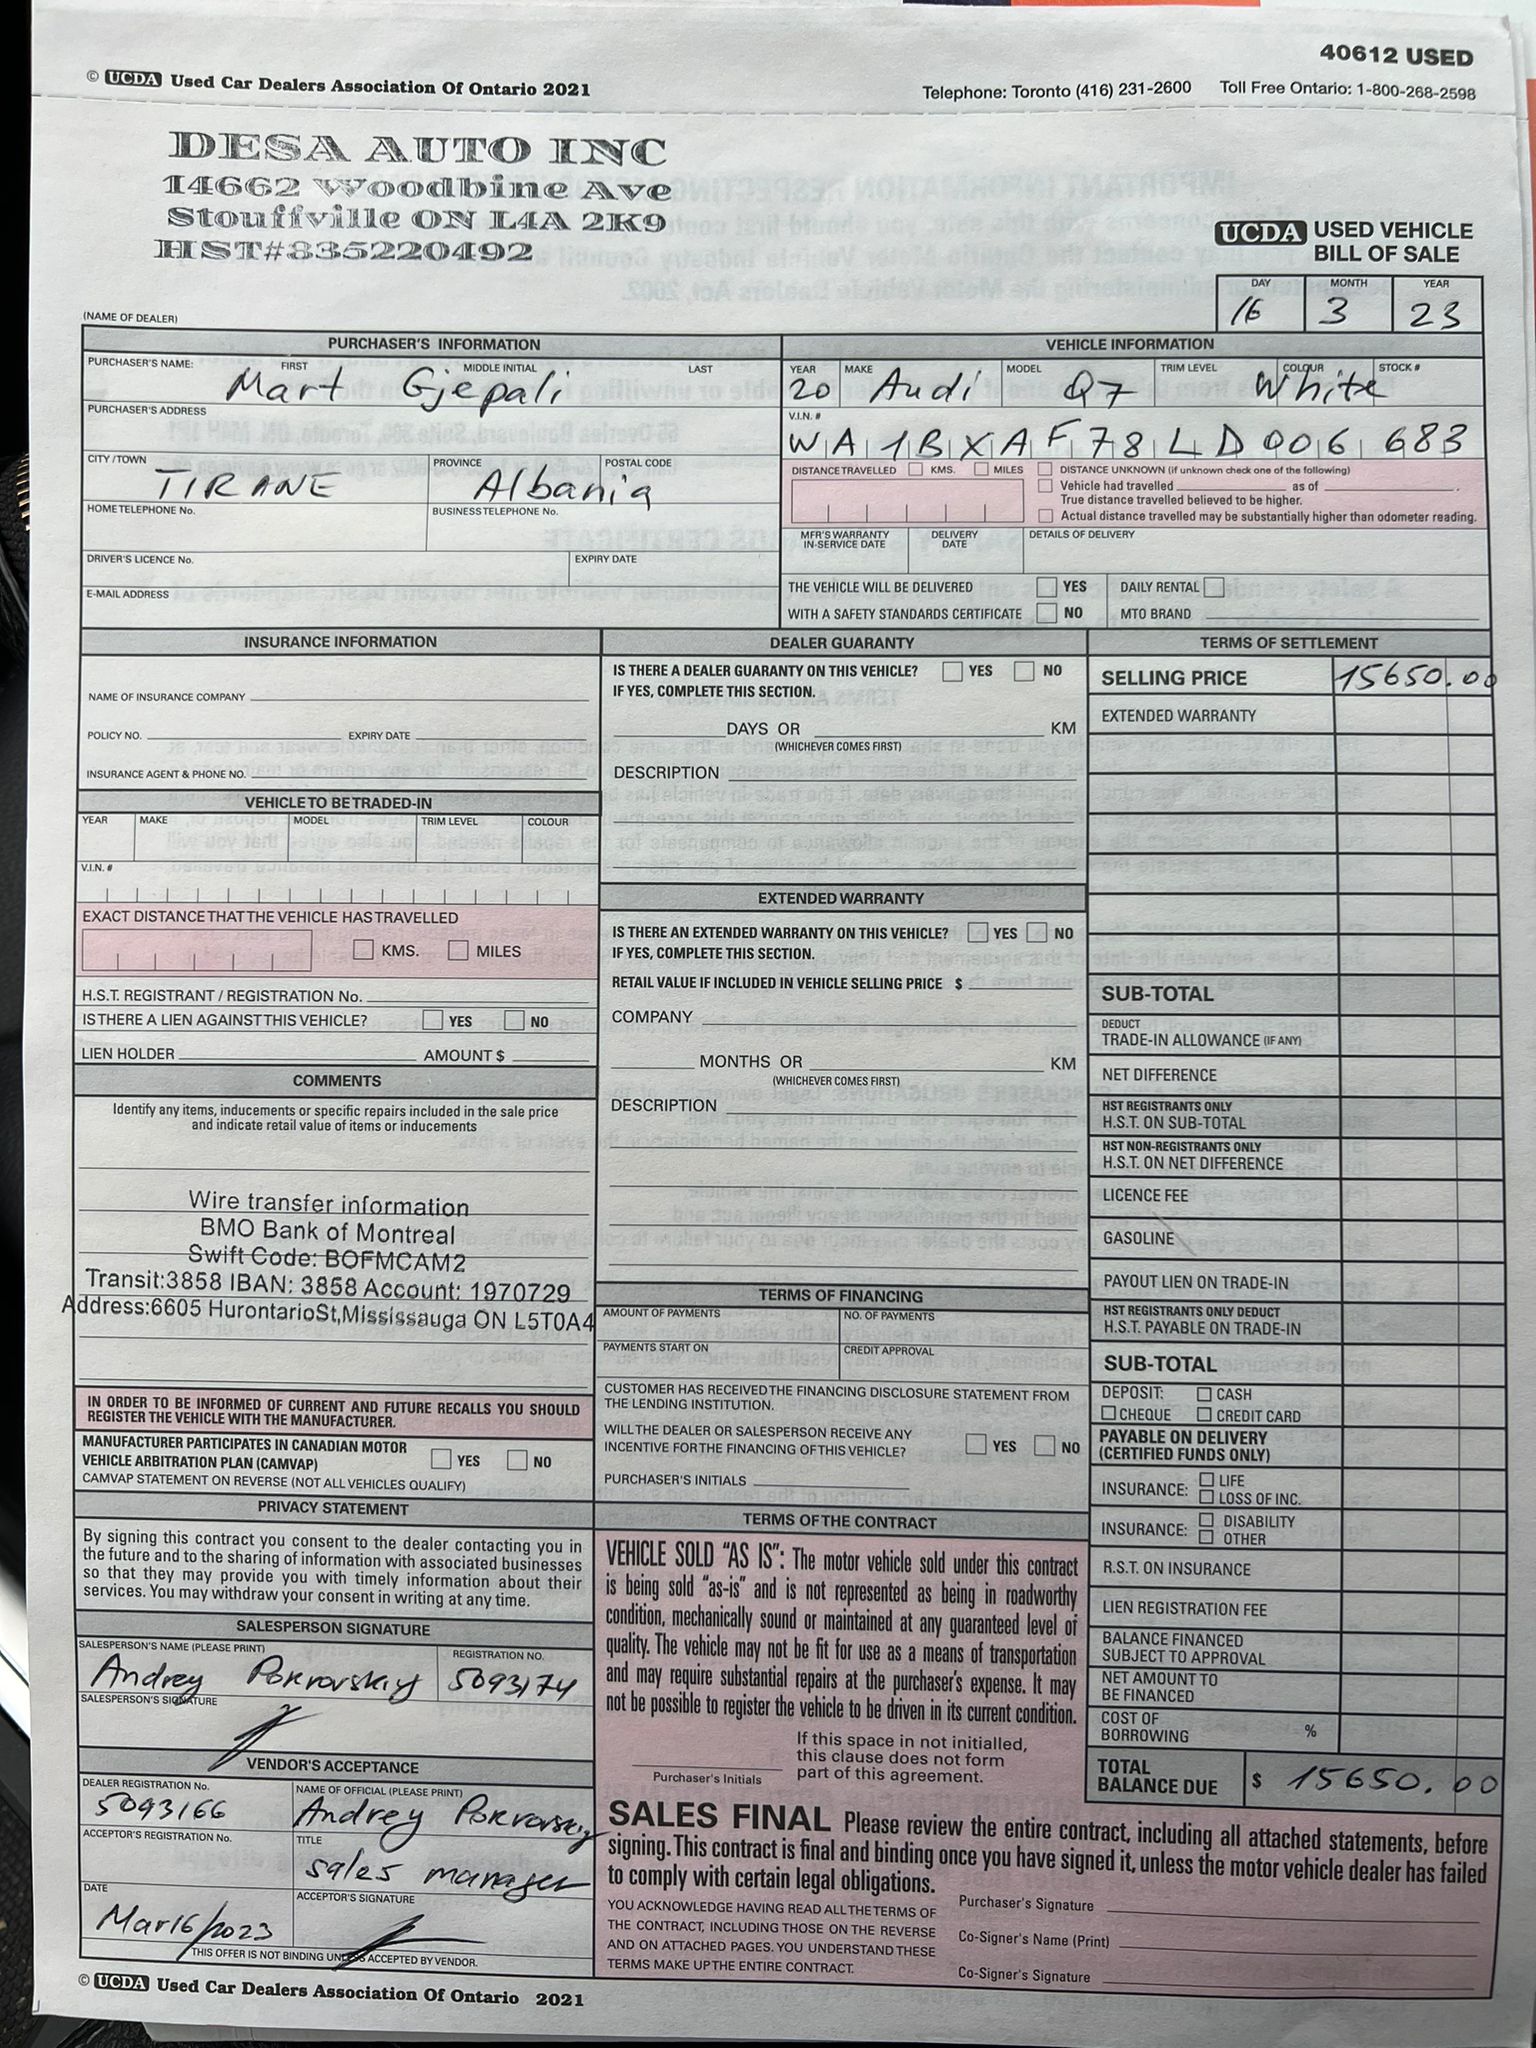 40612 USED
© UCDA Used Car Dealers Association Of Ontario 2021
Telephone: Toronto (416) 231-2600 Toll Free Ontario: 1-800-268-2598
DESA AUTO INC
14662 Woodbine Ave
Stouffville ON L4A 2K9
HST#835220492
(NAME OF DEALER)
UCDA USED VEHICLE
BILL OF SALE
DAY MONTH YEAR
16 3 23
PURCHASER'S INFORMATION
PURCHASER'S NAME: FIRST MIDDLE INITIAL LAST
Mart Gjepali
PURCHASER'S ADDRESS
CITY/TOWN PROVINCE POSTAL CODE
TIRANE Albania
HOME TELEPHONE No. BUSINESS TELEPHONE No.
DRIVER'S LICENCE No. EXPIRY DATE
E-MAIL ADDRESS
VEHICLE INFORMATION
YEAR MAKE MODEL TRIM LEVEL COLOUR STOCK #
20 Audi Q7 White
V.I.N. #
WA1BXAF78LD006683
DISTANCE TRAVELLED KMS. MILES
DISTANCE UNKNOWN (if unknown check one of the following)
Vehicle had travelled as of .
True distance travelled believed to be higher.
Actual distance travelled may be substantially higher than odometer reading.
MFR'S WARRANTY
IN-SERVICE DATE
DELIVERY
DATE
DETAILS OF DELIVERY
THE VEHICLE WILL BE DELIVERED YES DAILY RENTAL
WITH A SAFETY STANDARDS CERTIFICATE NO MTO BRAND
INSURANCE INFORMATION
NAME OF INSURANCE COMPANY
POLICY NO. EXPIRY DATE
INSURANCE AGENT & PHONE NO.
VEHICLE TO BE TRADED-IN
YEAR MAKE MODEL TRIM LEVEL COLOUR
V.I.N. #
EXACT DISTANCE THAT THE VEHICLE HAS TRAVELLED
KMS. MILES
H.S.T. REGISTRANT / REGISTRATION No.
IS THERE A LIEN AGAINST THIS VEHICLE? YES NO
LIEN HOLDER AMOUNT $
COMMENTS
Identify any items, inducements or specific repairs included in the sale price
and indicate retail value of items or inducements
Wire transfer information
BMO Bank of Montreal
Swift Code: BOFMCAM2
Transit:3858 IBAN: 3858 Account: 1970729
Address:6605 HurontarioSt,Mississauga ON L5T0A4
IN ORDER TO BE INFORMED OF CURRENT AND FUTURE RECALLS YOU SHOULD
REGISTER THE VEHICLE WITH THE MANUFACTURER.
MANUFACTURER PARTICIPATES IN CANADIAN MOTOR
VEHICLE ARBITRATION PLAN (CAMVAP) YES NO
CAMVAP STATEMENT ON REVERSE (NOT ALL VEHICLES QUALIFY)
PRIVACY STATEMENT
By signing this contract you consent to the dealer contacting you in
the future and to the sharing of information with associated businesses
so that they may provide you with timely information about their
services. You may withdraw your consent in writing at any time.
SALESPERSON SIGNATURE
SALESPERSON'S NAME (PLEASE PRINT) REGISTRATION NO.
Andrey Pokrovskiy 5093174
SALESPERSON'S SIGNATURE
VENDOR'S ACCEPTANCE
DEALER REGISTRATION No. NAME OF OFFICIAL (PLEASE PRINT)
5093166 Andrey Pokrovskiy
ACCEPTOR'S REGISTRATION No. TITLE
sales manager
DATE ACCEPTOR'S SIGNATURE
Mar16/2023
THIS OFFER IS NOT BINDING UNLESS ACCEPTED BY VENDOR.
DEALER GUARANTY
IS THERE A DEALER GUARANTY ON THIS VEHICLE? YES NO
IF YES, COMPLETE THIS SECTION.
DAYS OR KM
(WHICHEVER COMES FIRST)
DESCRIPTION
EXTENDED WARRANTY
IS THERE AN EXTENDED WARRANTY ON THIS VEHICLE? YES NO
IF YES, COMPLETE THIS SECTION.
RETAIL VALUE IF INCLUDED IN VEHICLE SELLING PRICE $
COMPANY
MONTHS OR KM
(WHICHEVER COMES FIRST)
DESCRIPTION
TERMS OF FINANCING
AMOUNT OF PAYMENTS NO. OF PAYMENTS
PAYMENTS START ON CREDIT APPROVAL
CUSTOMER HAS RECEIVED THE FINANCING DISCLOSURE STATEMENT FROM
THE LENDING INSTITUTION.
WILL THE DEALER OR SALESPERSON RECEIVE ANY
INCENTIVE FOR THE FINANCING OF THIS VEHICLE? YES NO
PURCHASER'S INITIALS
TERMS OF THE CONTRACT
VEHICLE SOLD "AS IS": The motor vehicle sold under this contract
is being sold "as-is" and is not represented as being in roadworthy
condition, mechanically sound or maintained at any guaranteed level of
quality. The vehicle may not be fit for use as a means of transportation
and may require substantial repairs at the purchaser's expense. It may
not be possible to register the vehicle to be driven in its current condition.
If this space in not initialled,
this clause does not form
part of this agreement.
Purchaser's Initials
TERMS OF SETTLEMENT
SELLING PRICE 15650.00
EXTENDED WARRANTY
SUB-TOTAL
DEDUCT
TRADE-IN ALLOWANCE (IF ANY)
NET DIFFERENCE
HST REGISTRANTS ONLY
H.S.T. ON SUB-TOTAL
HST NON-REGISTRANTS ONLY
H.S.T. ON NET DIFFERENCE
LICENCE FEE
GASOLINE
PAYOUT LIEN ON TRADE-IN
HST REGISTRANTS ONLY DEDUCT
H.S.T. PAYABLE ON TRADE-IN
SUB-TOTAL
DEPOSIT: CASH
CHEQUE CREDIT CARD
PAYABLE ON DELIVERY
(CERTIFIED FUNDS ONLY)
INSURANCE: LIFE
LOSS OF INC.
INSURANCE: DISABILITY
OTHER
R.S.T. ON INSURANCE
LIEN REGISTRATION FEE
BALANCE FINANCED
SUBJECT TO APPROVAL
NET AMOUNT TO
BE FINANCED
COST OF
BORROWING %
TOTAL
BALANCE DUE $ 15650.00
SALES FINAL Please review the entire contract, including all attached statements, before
signing. This contract is final and binding once you have signed it, unless the motor vehicle dealer has failed
to comply with certain legal obligations.
YOU ACKNOWLEDGE HAVING READ ALL THE TERMS OF
THE CONTRACT, INCLUDING THOSE ON THE REVERSE
AND ON ATTACHED PAGES. YOU UNDERSTAND THESE
TERMS MAKE UP THE ENTIRE CONTRACT.
Purchaser's Signature
Co-Signer's Name (Print)
Co-Signer's Signature
© UCDA Used Car Dealers Association Of Ontario 2021